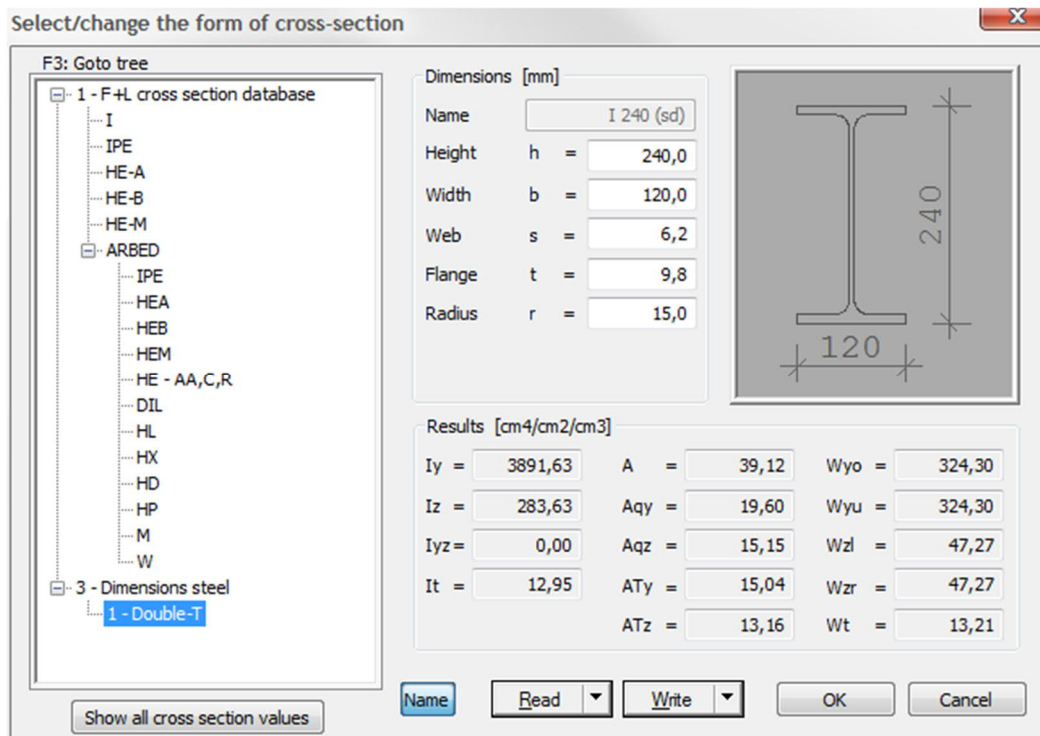 Select/change the form of cross-section
X
F3: Goto tree
1 - F+L cross section database
I
IPE
HE-A
HE-B
HE-M
ARBED
IPE
HEA
HEB
HEM
HE - AA,C,R
DIL
HL
HX
HD
HP
M
W
3 - Dimensions steel
1 - Double-T
Show all cross section values
Dimensions [mm]
Name I 240 (sd)
Height h = 240,0
Width b = 120,0
Web s = 6,2
Flange t = 9,8
Radius r = 15,0
240
120
Results [cm4/cm2/cm3]
Iy = 3891,63 A = 39,12 Wyo = 324,30
Iz = 283,63 Aqy = 19,60 Wyu = 324,30
Iyz = 0,00 Aqz = 15,15 Wzl = 47,27
It = 12,95 ATy = 15,04 Wzr = 47,27
ATz = 13,16 Wt = 13,21
Name Read Write OK Cancel